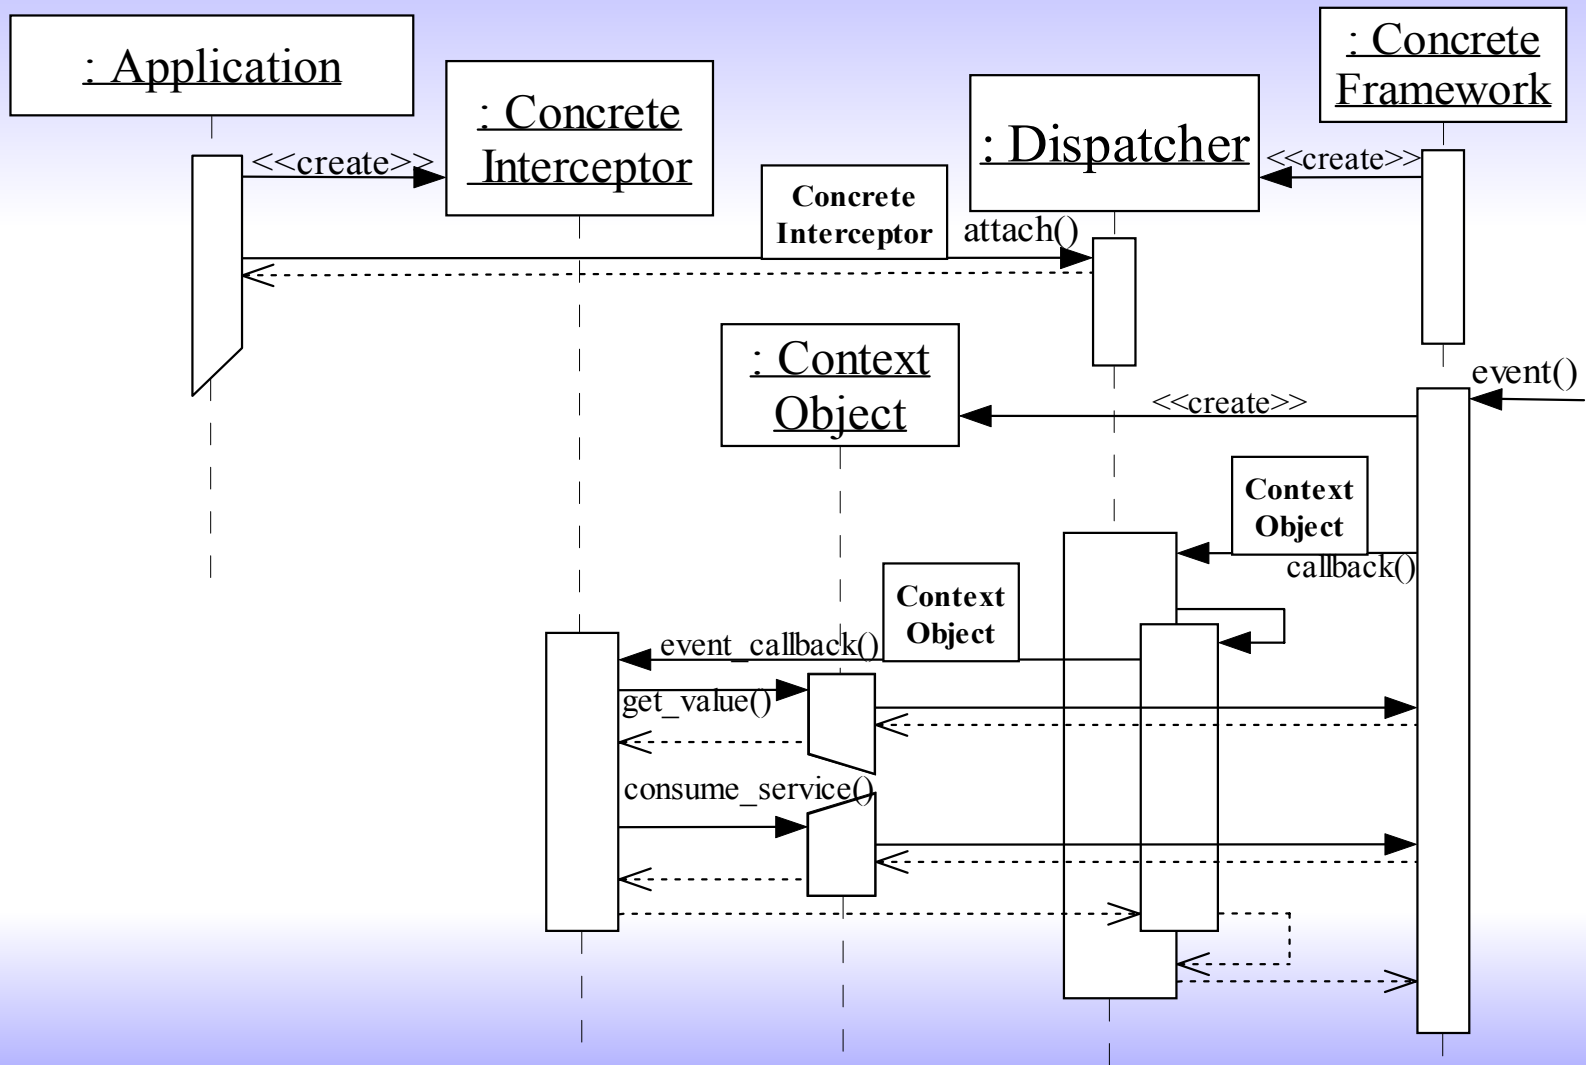 : Application
: Concrete
Interceptor
: Dispatcher
: Concrete
Framework
<<create>>
<<create>>
Concrete
Interceptor
attach()
: Context
Object
event()
<<create>>
Context
Object
callback()
Context
Object
event_callback()
get_value()
consume_service()